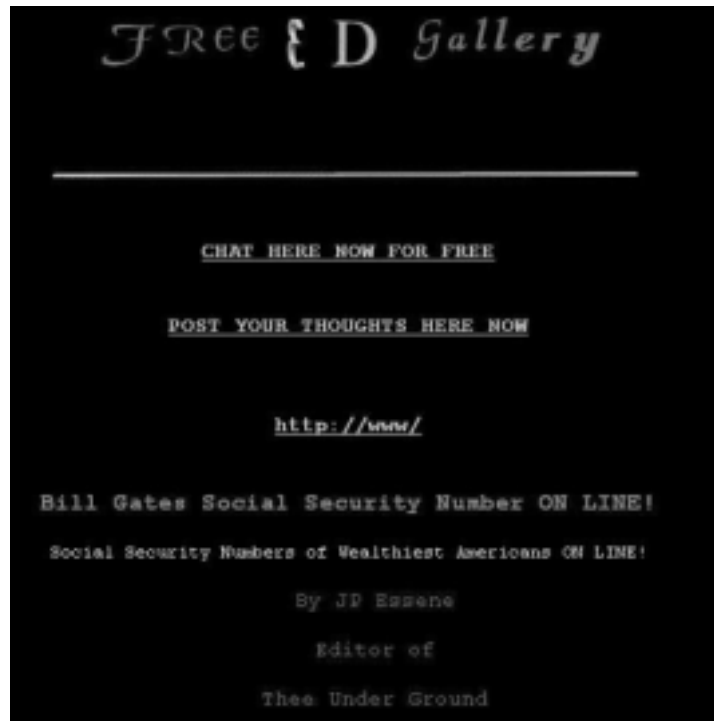 FREE 3 D Gallery
CHAT HERE NOW FOR FREE
POST YOUR THOUGHTS HERE NOW
http://www/
Bill Gates Social Security Number ON LINE!
Social Security Numbers of Wealthiest Americans ON LINE!
By JP Essene
Editor of
Thee Under Ground